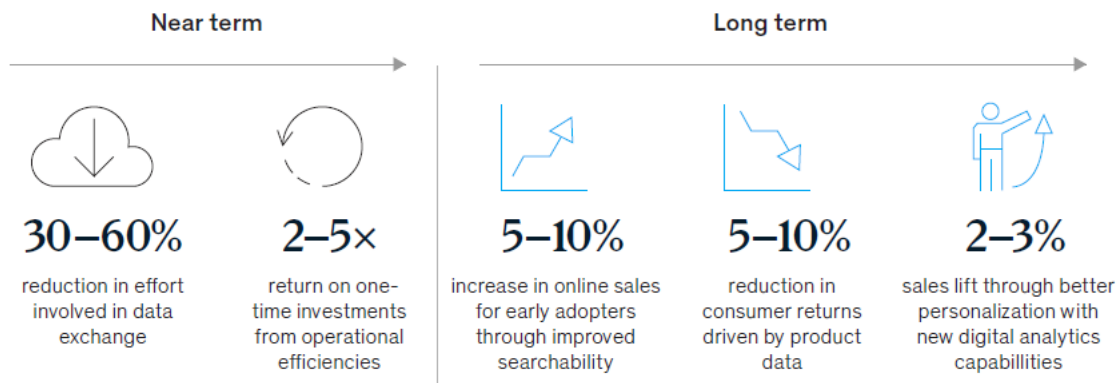 Near term
Long term
30–60%
reduction in effort
involved in data
exchange
2–5×
return on one-
time investments
from operational
efficiencies
5–10%
increase in online sales
for early adopters
through improved
searchability
5–10%
reduction in
consumer returns
driven by product
data
2–3%
sales lift through better
personalization with
new digital analytics
capabillities